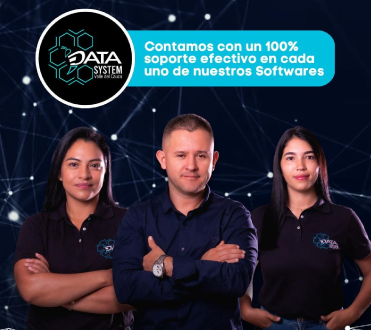 DATA
SYSTEM
Contamos con un 100%
soporte efectivo en cada
uno de nuestros Softwares